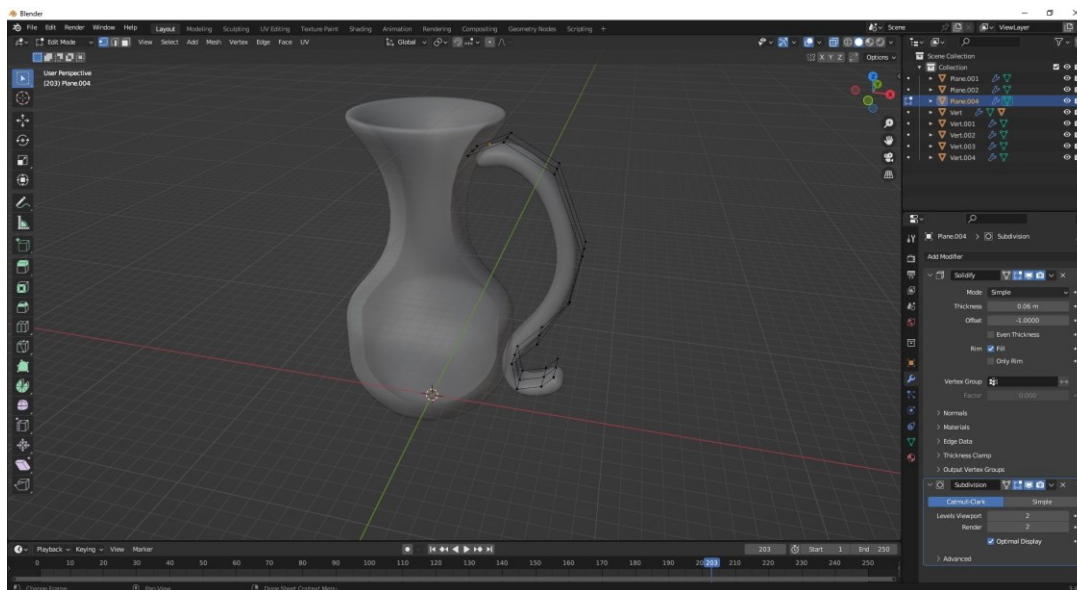 Blender
File Edit Render Window Help Layout Modeling Sculpting UV Editing Texture Paint Shading Animation Rendering Compositing Geometry Nodes Scripting + Scene ViewLayer
Edit Mode View Select Add Mesh Vertex Edge Face UV Global
X Y Z Options
User Perspective
(203) Plane.004
Z
Y
X
Scene Collection
Collection
Plane.001
Plane.002
Plane.004
Vert
Vert.001
Vert.002
Vert.003
Vert.004
Plane.004 > Subdivision
Add Modifier
Solidify
Mode Simple
Thickness 0.06 m
Offset -1.0000
Even Thickness
Rim Fill
Only Rim
Vertex Group
Factor 0.000
Normals
Materials
Edge Data
Thickness Clamp
Output Vertex Groups
Subdivision
Catmull-Clark Simple
Levels Viewport 2
Render 2
Optimal Display
Advanced
Playback Keying View Marker 203 Start 1 End 250
0 10 20 30 40 50 60 70 80 90 100 110 120 130 140 150 160 170 180 190 203 210 220 230 240 250
Change Frame Pan View Dope Sheet Context Menu